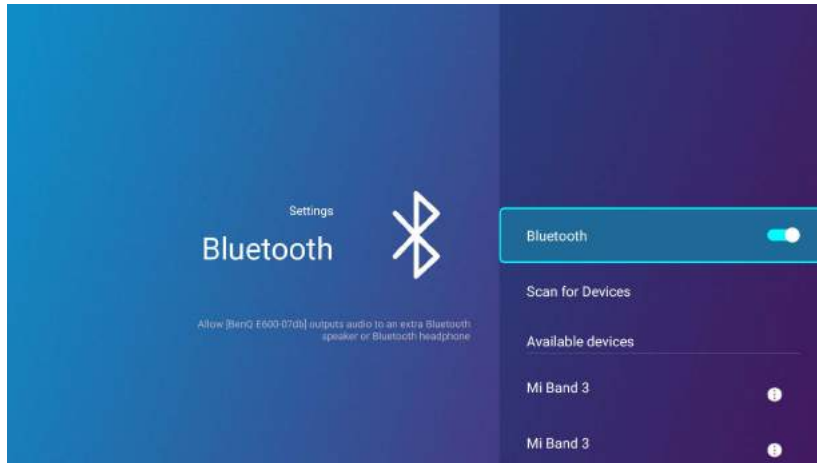 Settings
Bluetooth
Allow [BenQ E600-07db] outputs audio to an extra Bluetooth
speaker or Bluetooth headphone
Bluetooth
Scan for Devices
Available devices
Mi Band 3
Mi Band 3